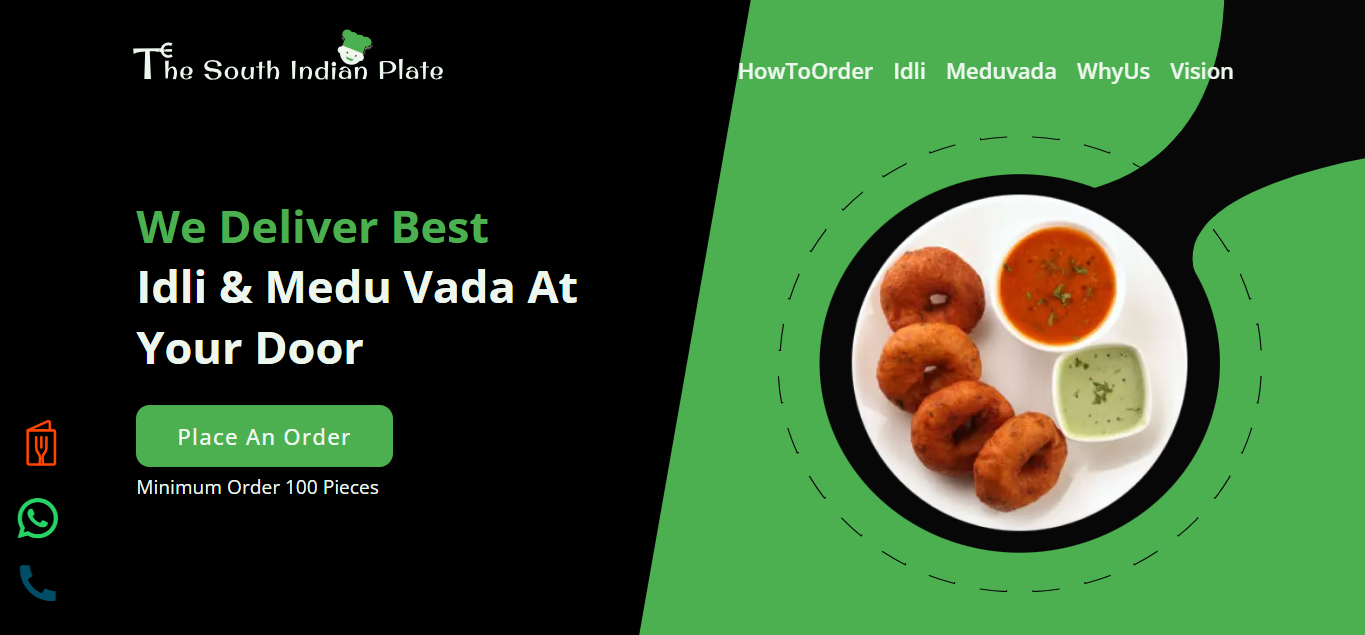 The South Indian Plate
HowToOrder Idli Meduvada WhyUs Vision
We Deliver Best
Idli & Medu Vada At
Your Door
Place An Order
Minimum Order 100 Pieces